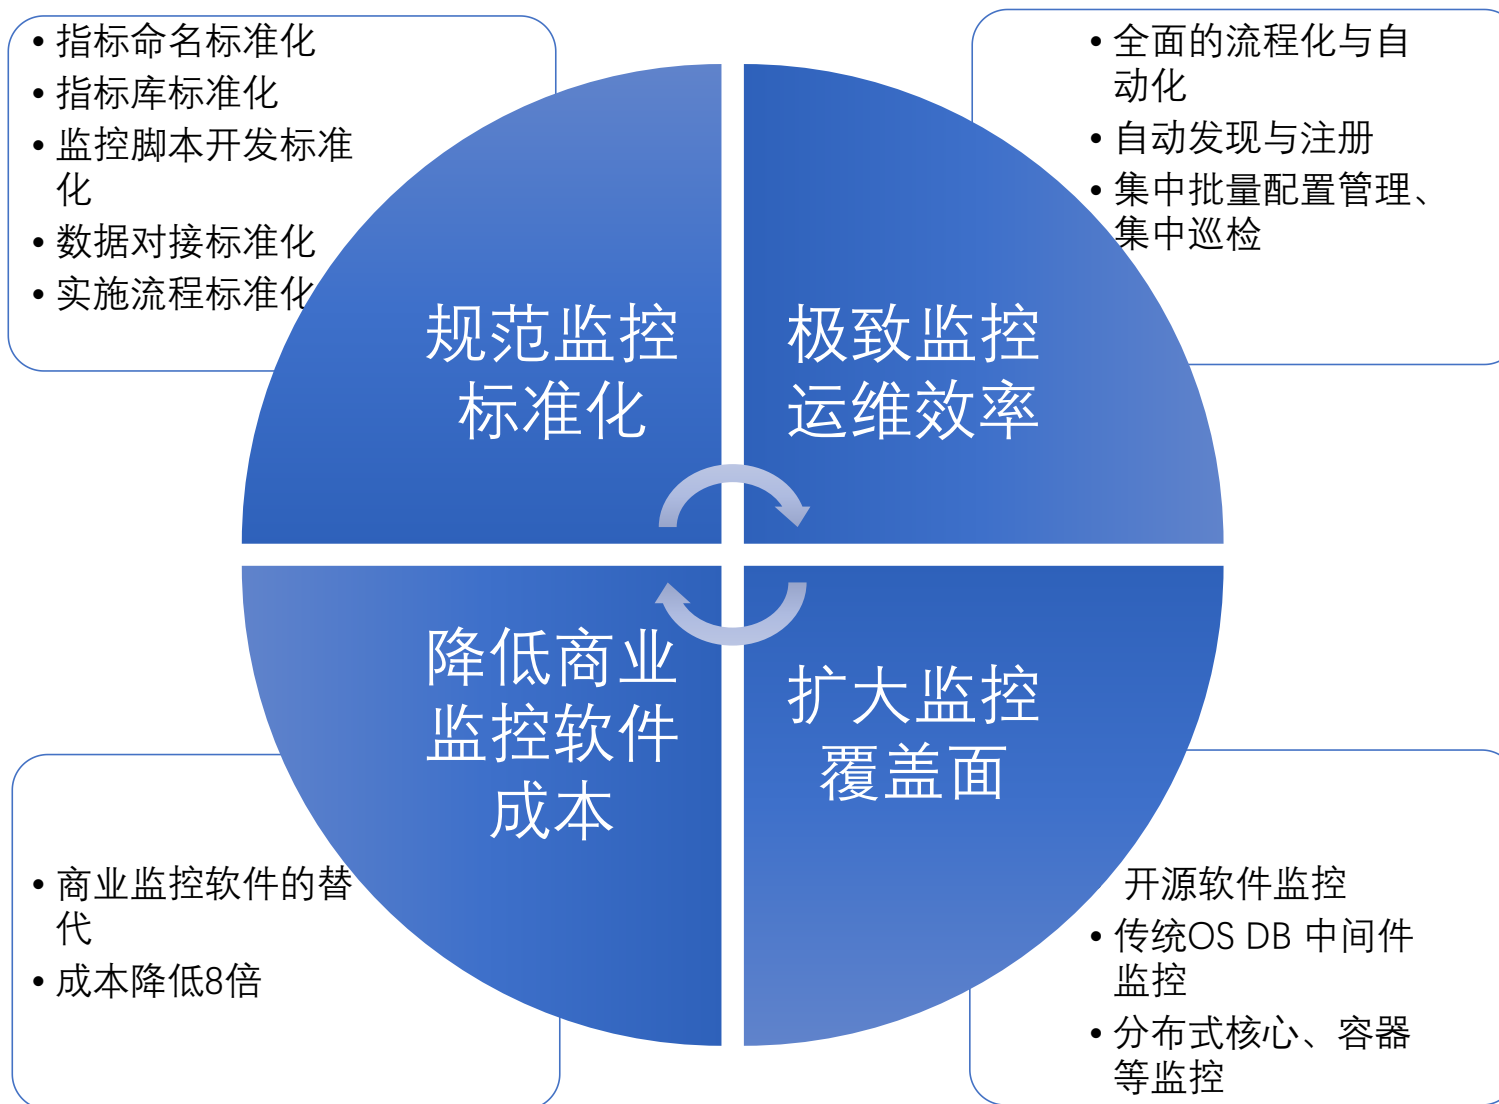 • 指标命名标准化
• 指标库标准化
• 监控脚本开发标准
化
• 数据对接标准化
• 实施流程标准化
• 全面的流程化与自
动化
• 自动发现与注册
• 集中批量配置管理、
集中巡检
规范监控
标准化
极致监控
运维效率
降低商业
监控软件
成本
扩大监控
覆盖面
• 商业监控软件的替
代
• 成本降低8倍
开源软件监控
• 传统OS DB 中间件
监控
• 分布式核心、容器
等监控